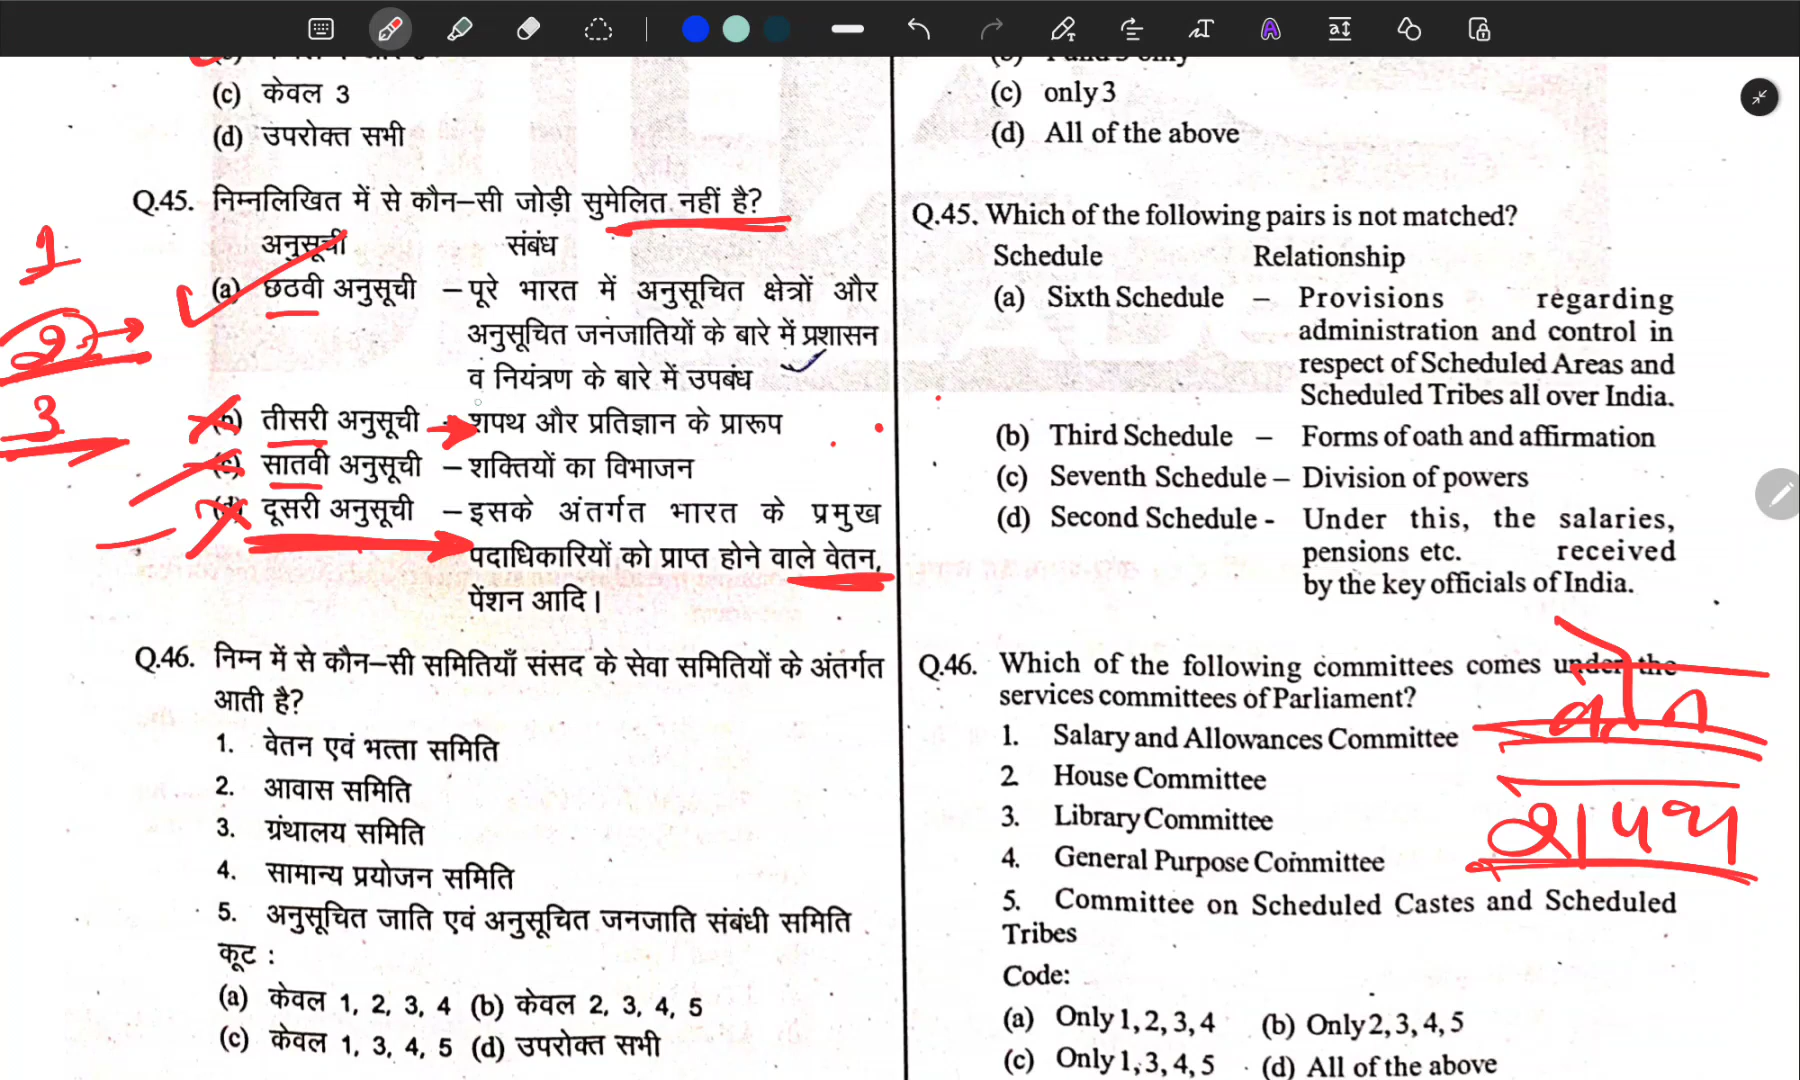 (c) केवल 3
(d) उपरोक्त सभी
Q.45. निम्नलिखित में से कौन–सी जोड़ी सुमेलित नहीं है?
अनुसूची संबंध
(a) छठवी अनुसूची – पूरे भारत में अनुसूचित क्षेत्रों और
अनुसूचित जनजातियों के बारे में प्रशासन
व नियंत्रण के बारे में उपबंध
(b) तीसरी अनुसूची - शपथ और प्रतिज्ञान के प्रारूप
(c) सातवी अनुसूची – शक्तियों का विभाजन
(d) दूसरी अनुसूची – इसके अंतर्गत भारत के प्रमुख
पदाधिकारियों को प्राप्त होने वाले वेतन,
पेंशन आदि।
1
2
3
Q.46. निम्न में से कौन–सी समितियाँ संसद के सेवा समितियों के अंतर्गत
आती है?
1. वेतन एवं भत्ता समिति
2. आवास समिति
3. ग्रंथालय समिति
4. सामान्य प्रयोजन समिति
5. अनुसूचित जाति एवं अनुसूचित जनजाति संबंधी समिति
कूट :
(a) केवल 1, 2, 3, 4 (b) केवल 2, 3, 4, 5
(c) केवल 1, 3, 4, 5 (d) उपरोक्त सभी
(b) 1 and 3 only
(c) only 3
(d) All of the above
Q.45. Which of the following pairs is not matched?
Schedule Relationship
(a) Sixth Schedule – Provisions regarding
administration and control in
respect of Scheduled Areas and
Scheduled Tribes all over India.
(b) Third Schedule – Forms of oath and affirmation
(c) Seventh Schedule – Division of powers
(d) Second Schedule - Under this, the salaries,
pensions etc. received
by the key officials of India.
Q.46. Which of the following committees comes under the
services committees of Parliament?
1. Salary and Allowances Committee
2 House Committee
3. Library Committee
4. General Purpose Committee
5. Committee on Scheduled Castes and Scheduled
Tribes
Code:
(a) Only 1, 2, 3, 4 (b) Only 2, 3, 4, 5
(c) Only 1, 3, 4, 5 (d) All of the above
वेतन
शपथ